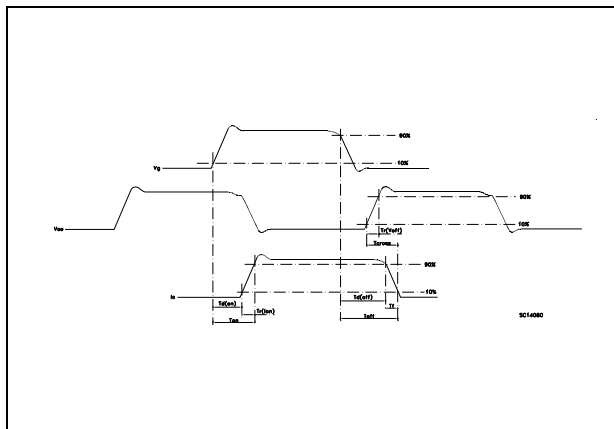 90%
Vg
10%
Vce
90%
10%
Tr(Voff)
Tcross
90%
Ic
10%
Td(on)
Td(off)
Tf
Tr(Ion)
Ton
Toff
SC14080